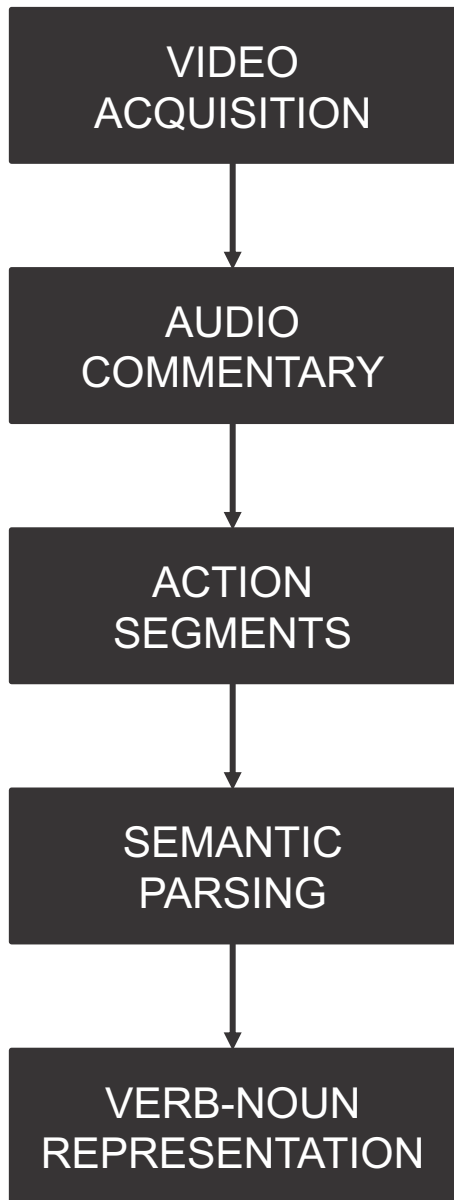 VIDEO
ACQUISITION
AUDIO
COMMENTARY
ACTION
SEGMENTS
SEMANTIC
PARSING
VERB-NOUN
REPRESENTATION